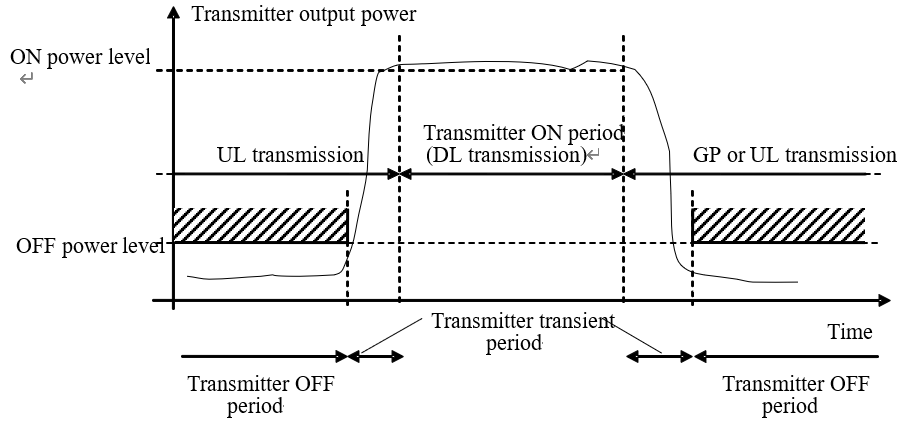 Transmitter output power
ON power level
↵
Transmitter ON period
UL transmission
(DL transmission)↵
GP or UL transmission
OFF power level
Transmitter transient
period
Time
Transmitter OFF
period
Transmitter OFF
period